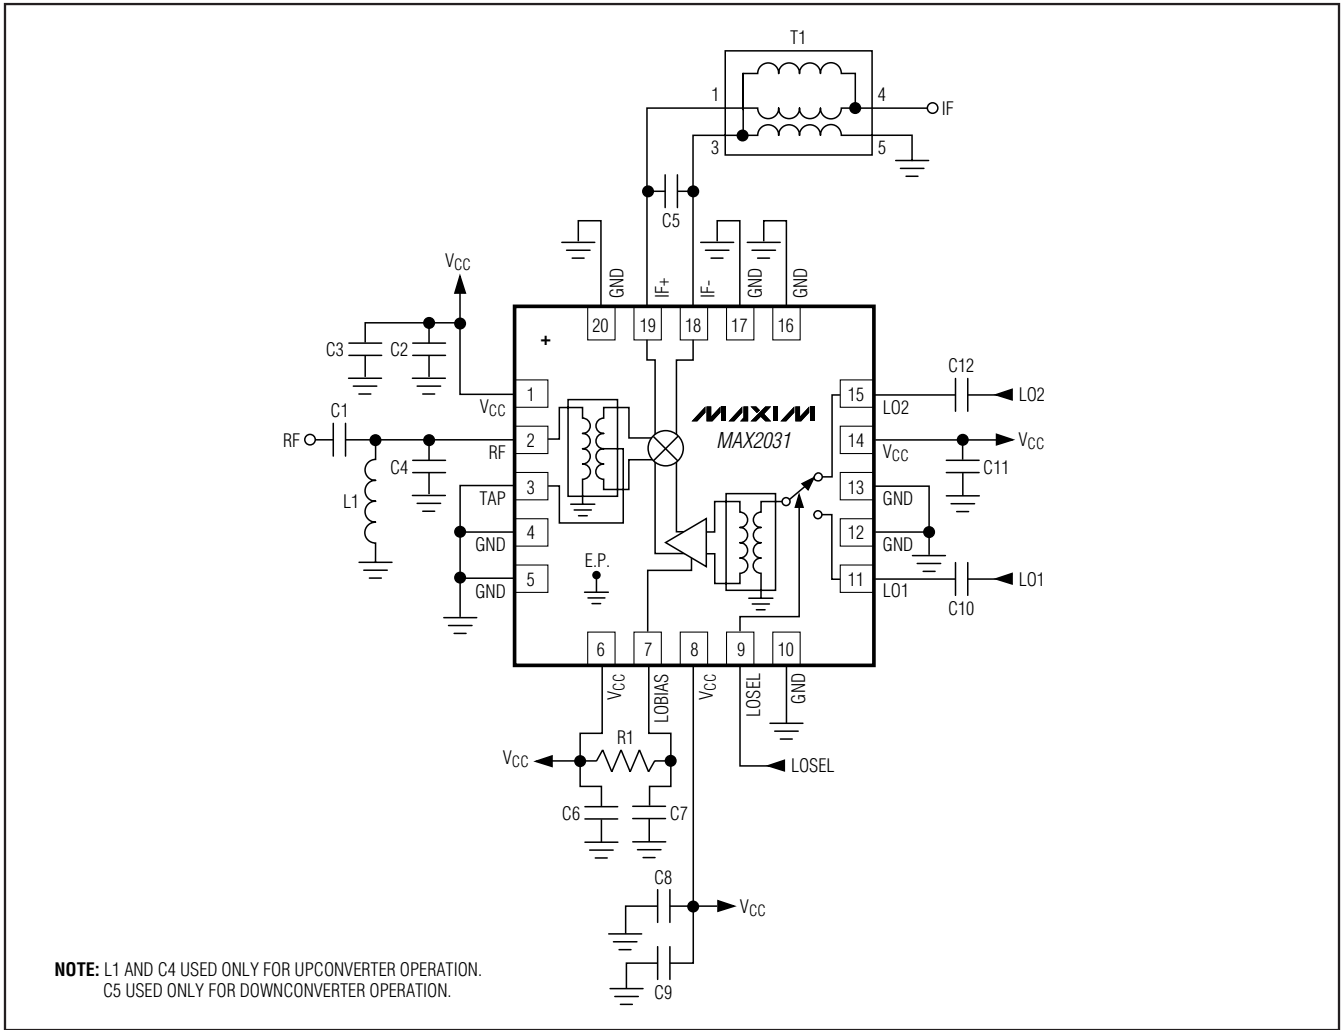 T1
1
4
IF
3
5
C5
GND
IF+
IF-
GND
GND
VCC
20
19
18
17
16
C3
C2
+
C12
1
15
LO2
VCC
LO2
MAXIM
MAX2031
C1
RF
2
14
VCC
RF
VCC
C4
C11
3
13
L1
TAP
GND
4
12
GND
GND
E.P.
5
11
LO1
GND
LO1
C10
6
7
8
9
10
VCC
LOBIAS
VCC
LOSEL
GND
R1
VCC
LOSEL
C6
C7
C8
VCC
C9
NOTE: L1 AND C4 USED ONLY FOR UPCONVERTER OPERATION.
C5 USED ONLY FOR DOWNCONVERTER OPERATION.